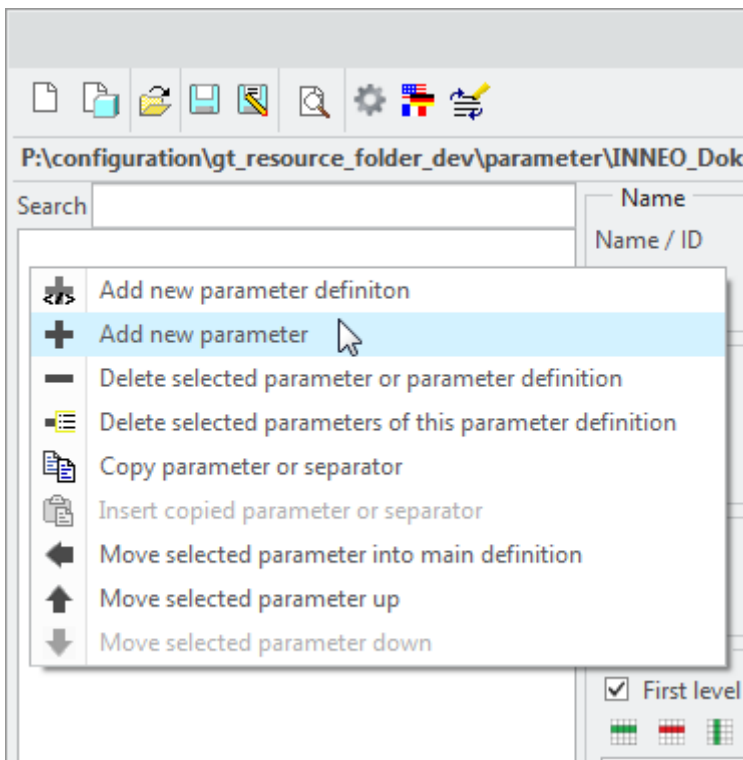 P:\configuration\gt_resource_folder_dev\parameter\INNEO_Dok
Search
Name
Name / ID
Add new parameter definiton
Add new parameter
Delete selected parameter or parameter definition
Delete selected parameters of this parameter definition
Copy parameter or separator
Insert copied parameter or separator
Move selected parameter into main definition
Move selected parameter up
Move selected parameter down
First level